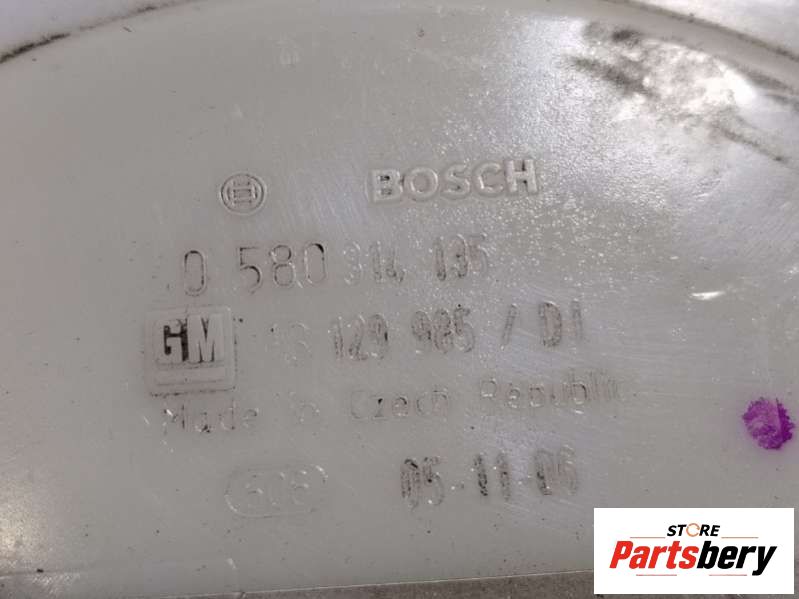 BOSCH
0 580 314 135
GM 13 129 985 / D1
Made in Czech Republic
606
05-11-06
STORE
Partsbery